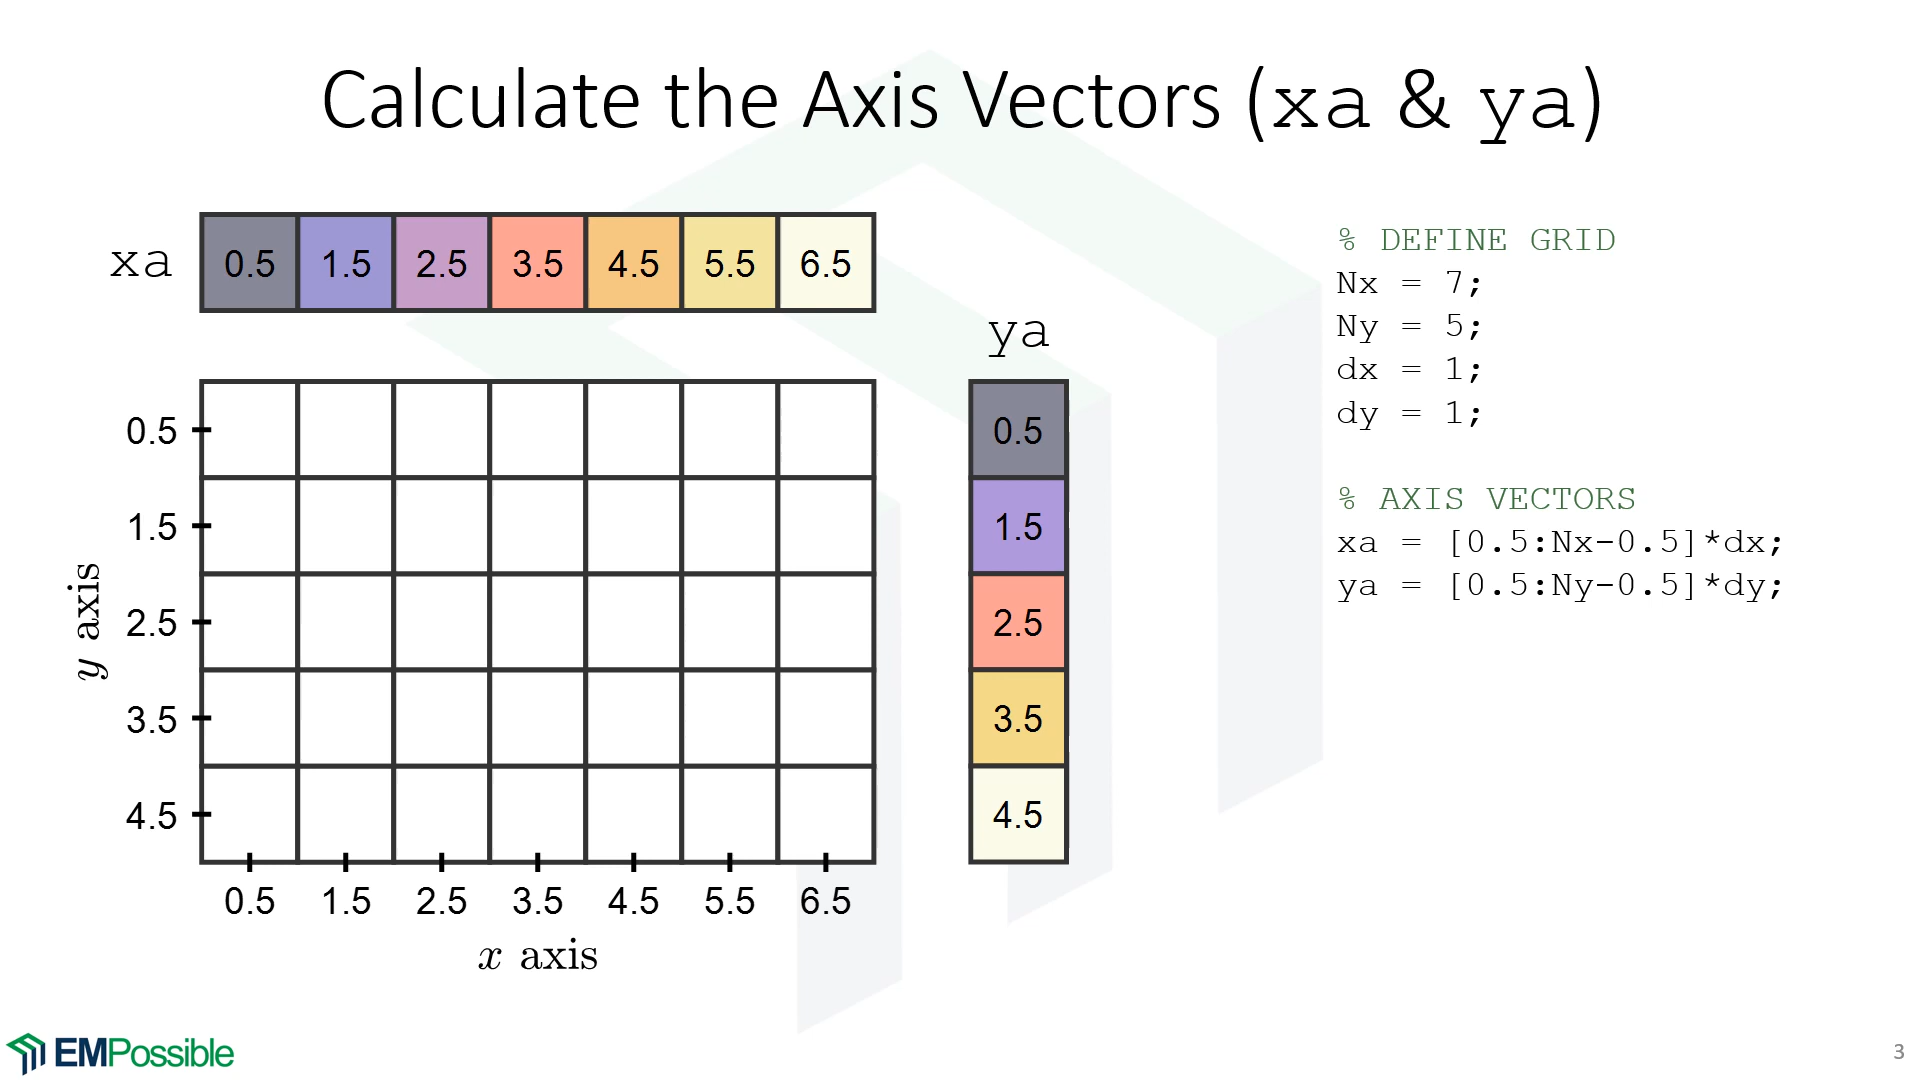 Calculate the Axis Vectors (xa & ya)
xa 0.5 1.5 2.5 3.5 4.5 5.5 6.5
ya
0.5
1.5
2.5
3.5
4.5
y axis
0.5
1.5
2.5
3.5
4.5
0.5 1.5 2.5 3.5 4.5 5.5 6.5
x axis
% DEFINE GRID
Nx = 7;
Ny = 5;
dx = 1;
dy = 1;
% AXIS VECTORS
xa = [0.5:Nx-0.5]*dx;
ya = [0.5:Ny-0.5]*dy;
EMPossible
3